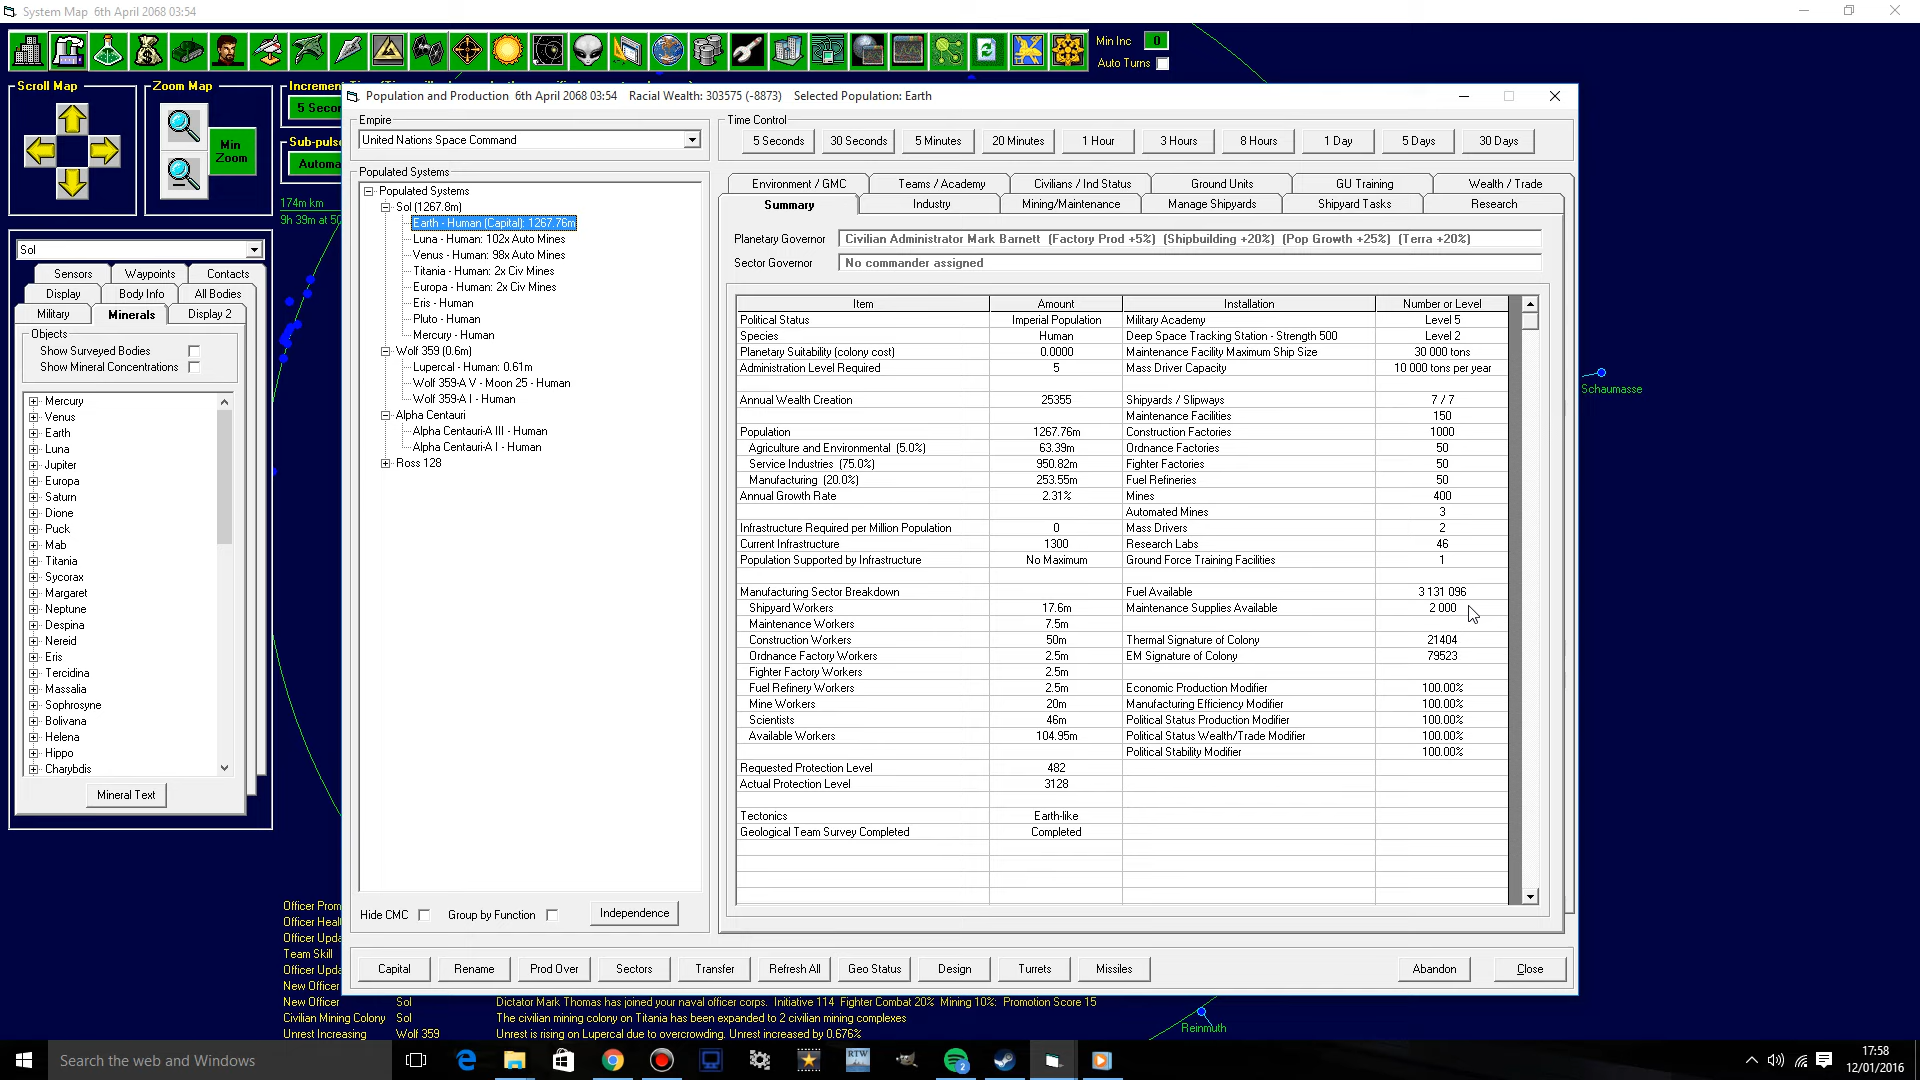 System Map 6th April 2068 03:54
Min Inc 0
Auto Turns
Scroll Map
Zoom Map
Min Zoom
174m km
Sol
Sensors Waypoints Contacts
Display Body Info All Bodies
Military Minerals Display 2
Objects
Show Surveyed Bodies
Show Mineral Concentrations
Mercury
Venus
Earth
Luna
Jupiter
Europa
Saturn
Dione
Puck
Mab
Titania
Sycorax
Margaret
Neptune
Despina
Nereid
Eris
Tercidina
Massalia
Sophrosyne
Bolivana
Helena
Hippo
Charybdis
Mineral Text
Population and Production 6th April 2068 03:54 Racial Wealth: 303575 (-8873) Selected Population: Earth
Empire
United Nations Space Command
Populated Systems
Populated Systems
Sol (1267.8m)
Earth - Human (Capital): 1267.76m
Luna - Human: 102x Auto Mines
Venus - Human: 98x Auto Mines
Titania - Human: 2x Civ Mines
Europa - Human: 2x Civ Mines
Eris - Human
Pluto - Human
Mercury - Human
Wolf 359 (0.6m)
Lupercal - Human: 0.61m
Wolf 359-A V - Moon 25 - Human
Wolf 359-A I - Human
Alpha Centauri
Alpha Centauri-A III - Human
Alpha Centauri-A I - Human
Ross 128
Hide CMC
Group by Function
Independence
Time Control
5 Seconds 30 Seconds 5 Minutes 20 Minutes 1 Hour 3 Hours 8 Hours 1 Day 5 Days 30 Days
Environment / GMC Teams / Academy Civilians / Ind Status Ground Units GU Training Wealth / Trade
Summary Industry Mining/Maintenance Manage Shipyards Shipyard Tasks Research
Planetary Governor Civilian Administrator Mark Barnett (Factory Prod +5%) (Shipbuilding +20%) (Pop Growth +25%) (Terra +20%)
Sector Governor No commander assigned
Item Amount Installation Number or Level
Political Status Imperial Population Military Academy Level 5
Species Human Deep Space Tracking Station - Strength 500 Level 2
Planetary Suitability (colony cost) 0.0000 Maintenance Facility Maximum Ship Size 30 000 tons
Administration Level Required 5 Mass Driver Capacity 10 000 tons per year
Annual Wealth Creation 25355 Shipyards / Slipways 7 / 7
Maintenance Facilities 150
Population 1267.76m Construction Factories 1000
Agriculture and Environmental (5.0%) 63.39m Ordnance Factories 50
Service Industries (75.0%) 950.82m Fighter Factories 50
Manufacturing (20.0%) 253.55m Fuel Refineries 50
Annual Growth Rate 2.31% Mines 400
Automated Mines 3
Infrastructure Required per Million Population 0 Mass Drivers 2
Current Infrastructure 1300 Research Labs 46
Population Supported by Infrastructure No Maximum Ground Force Training Facilities 1
Manufacturing Sector Breakdown Fuel Available 3 131 096
Shipyard Workers 17.6m Maintenance Supplies Available 2 000
Maintenance Workers 7.5m
Construction Workers 50m Thermal Signature of Colony 21404
Ordnance Factory Workers 2.5m EM Signature of Colony 79523
Fighter Factory Workers 2.5m
Fuel Refinery Workers 2.5m Economic Production Modifier 100.00%
Mine Workers 20m Manufacturing Efficiency Modifier 100.00%
Scientists 46m Political Status Production Modifier 100.00%
Available Workers 104.95m Political Status Wealth/Trade Modifier 100.00%
Political Stability Modifier 100.00%
Requested Protection Level 482
Actual Protection Level 3128
Tectonics Earth-like
Geological Team Survey Completed Completed
Capital Rename Prod Over Sectors Transfer Refresh All Geo Status Design Turrets Missiles Abandon Close
Schaumasse
Reinmuth
Team Skill
New Officer
New Officer Sol Dictator Mark Thomas has joined your naval officer corps. Initiative 114 Fighter Combat 20% Mining 10%; Promotion Score 15
Civilian Mining Colony Sol The civilian mining colony on Titania has been expanded to 2 civilian mining complexes
Unrest Increasing Wolf 359 Unrest is rising on Lupercal due to overcrowding. Unrest increased by 0.676%
Search the web and Windows
RTW
2
17:58
12/01/2016